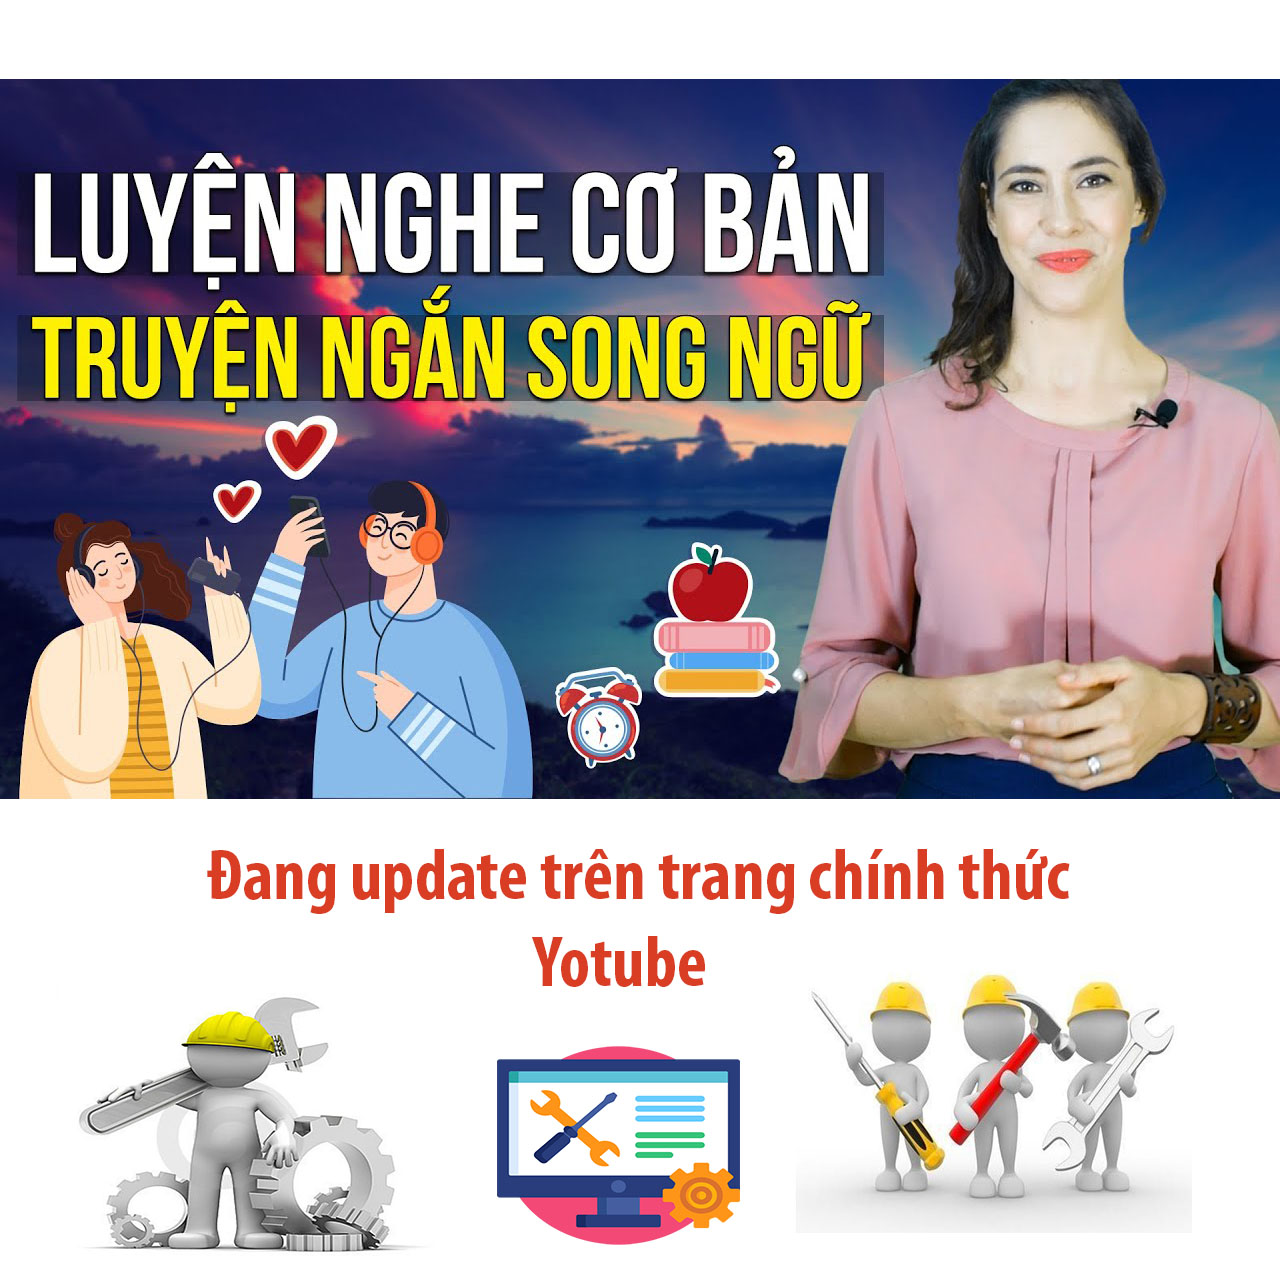 LUYỆN NGHE CƠ BẢN
TRUYỆN NGẮN SONG NGỮ
Đang update trên trang chính thức
Yotube